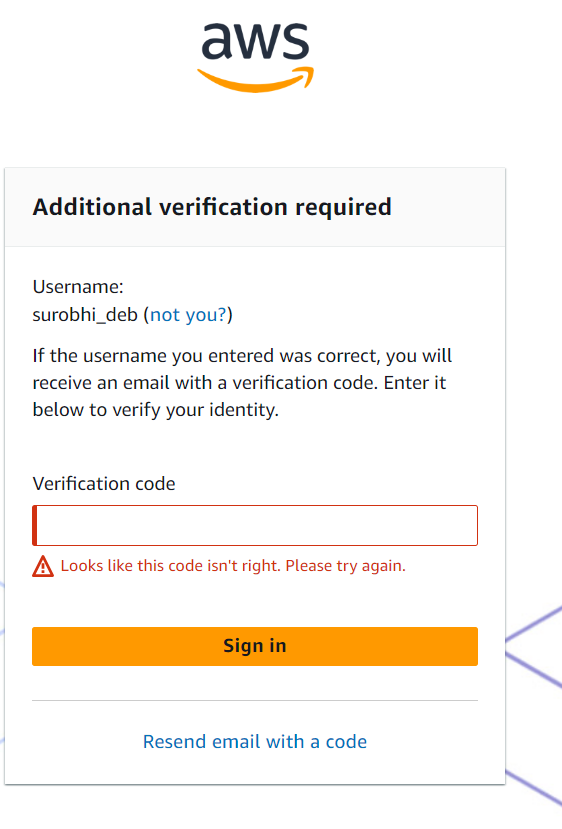 aws
Additional verification required
Username:
surobhi_deb (not you?)
If the username you entered was correct, you will
receive an email with a verification code. Enter it
below to verify your identity.
Verification code
Looks like this code isn't right. Please try again.
Sign in
Resend email with a code